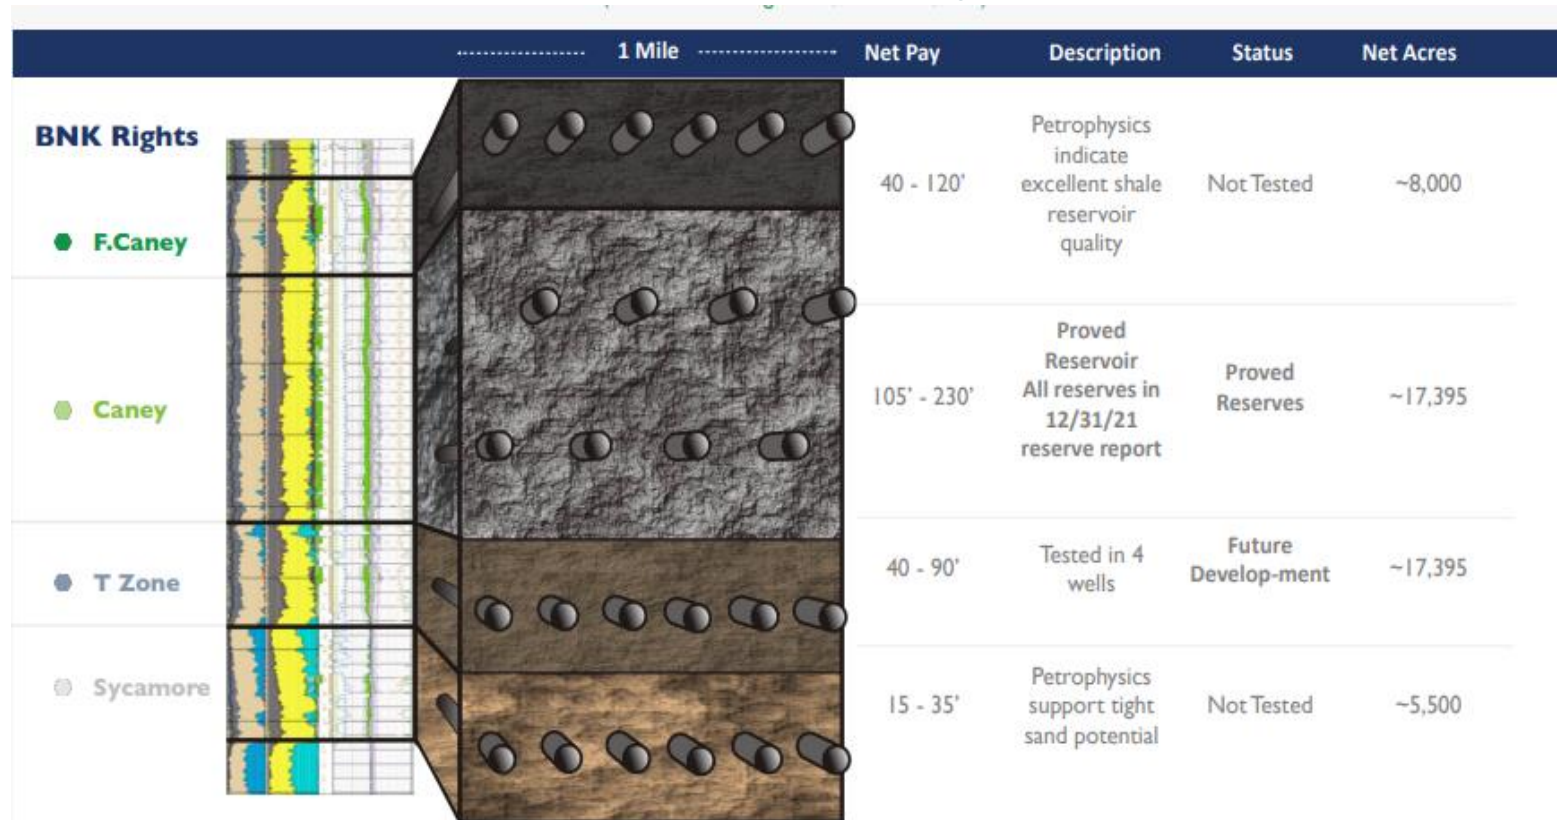 1 Mile
Net Pay
Description
Status
Net Acres
BNK Rights
F.Caney
40 - 120'
Petrophysics
indicate
excellent shale
reservoir
quality
Not Tested
~8,000
Caney
105' - 230'
Proved
Reservoir
All reserves in
12/31/21
reserve report
Proved
Reserves
~17,395
T Zone
40 - 90'
Tested in 4
wells
Future
Develop-ment
~17,395
Sycamore
15 - 35'
Petrophysics
support tight
sand potential
Not Tested
~5,500